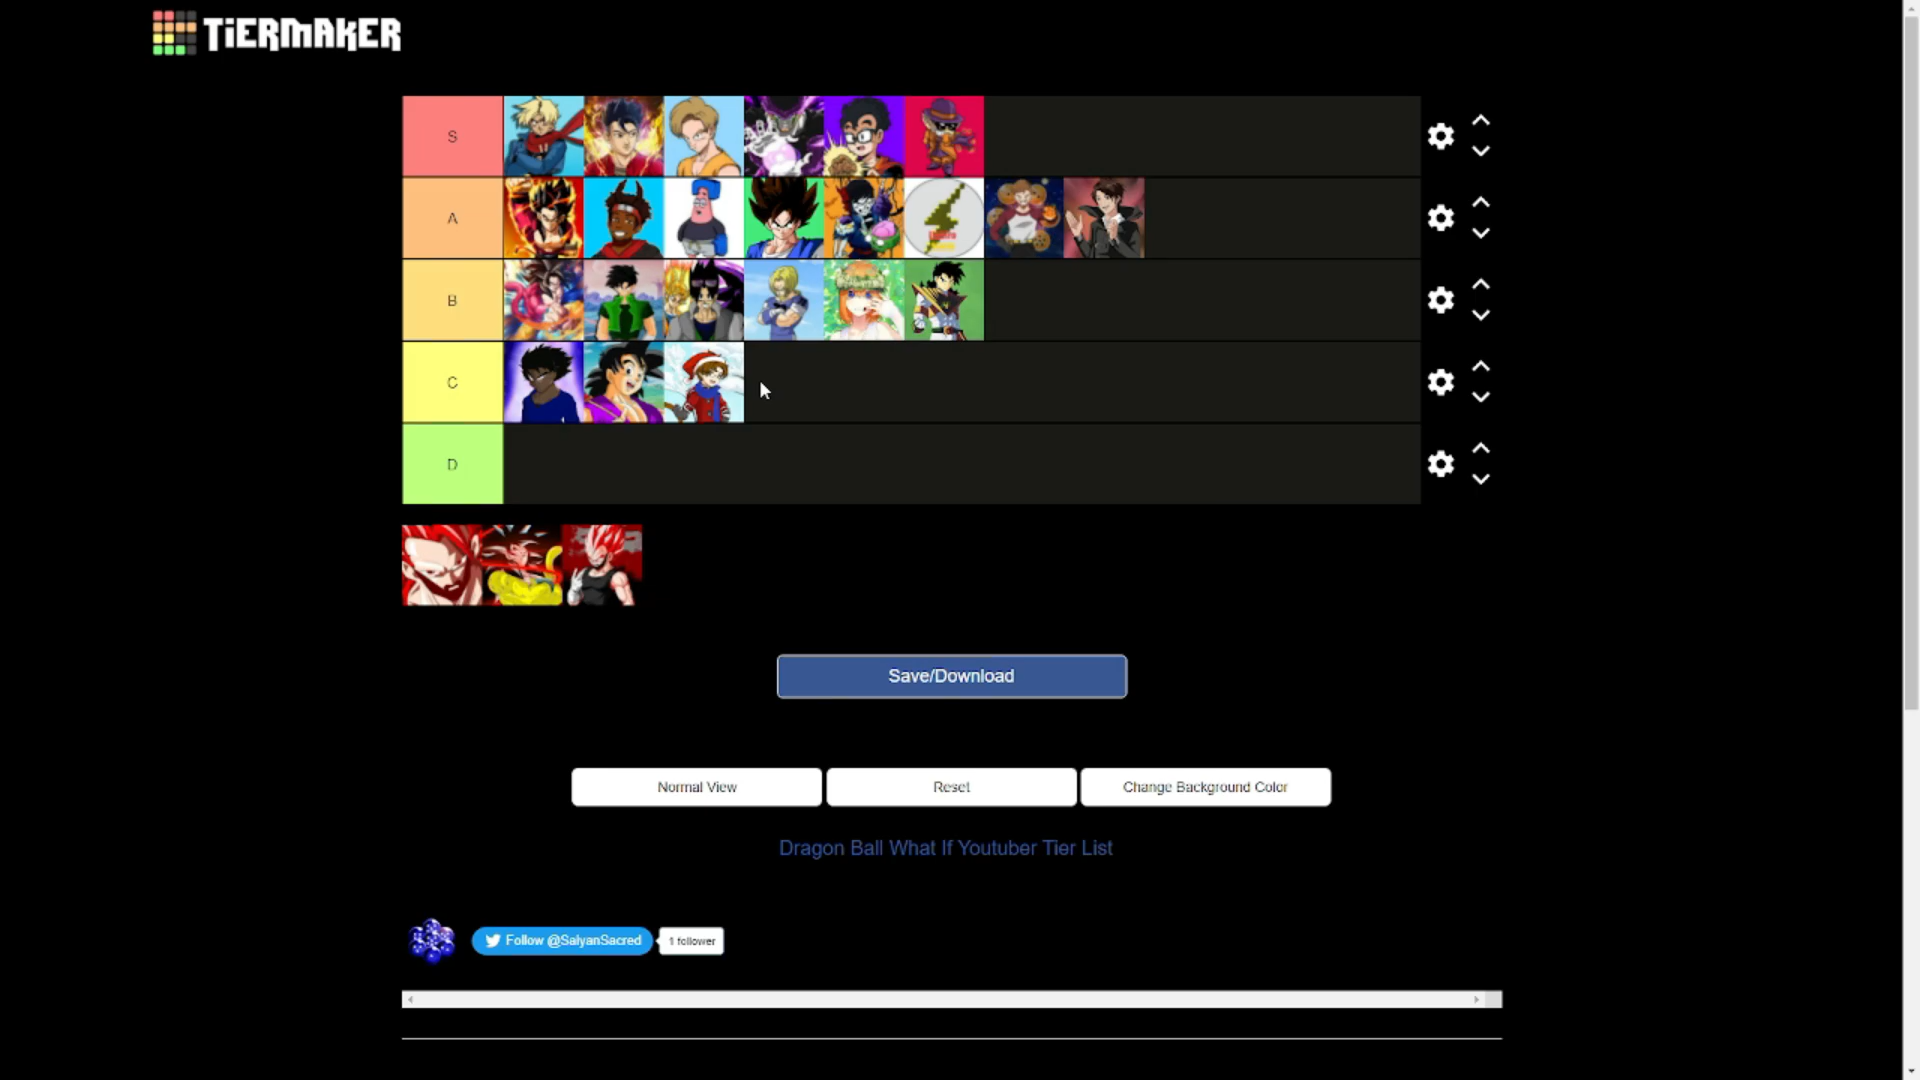 TiERMAKER
S
A
B
C
D
Save/Download
Normal View
Reset
Change Background Color
Dragon Ball What If Youtuber Tier List
Follow @SaiyanSacred
1 follower